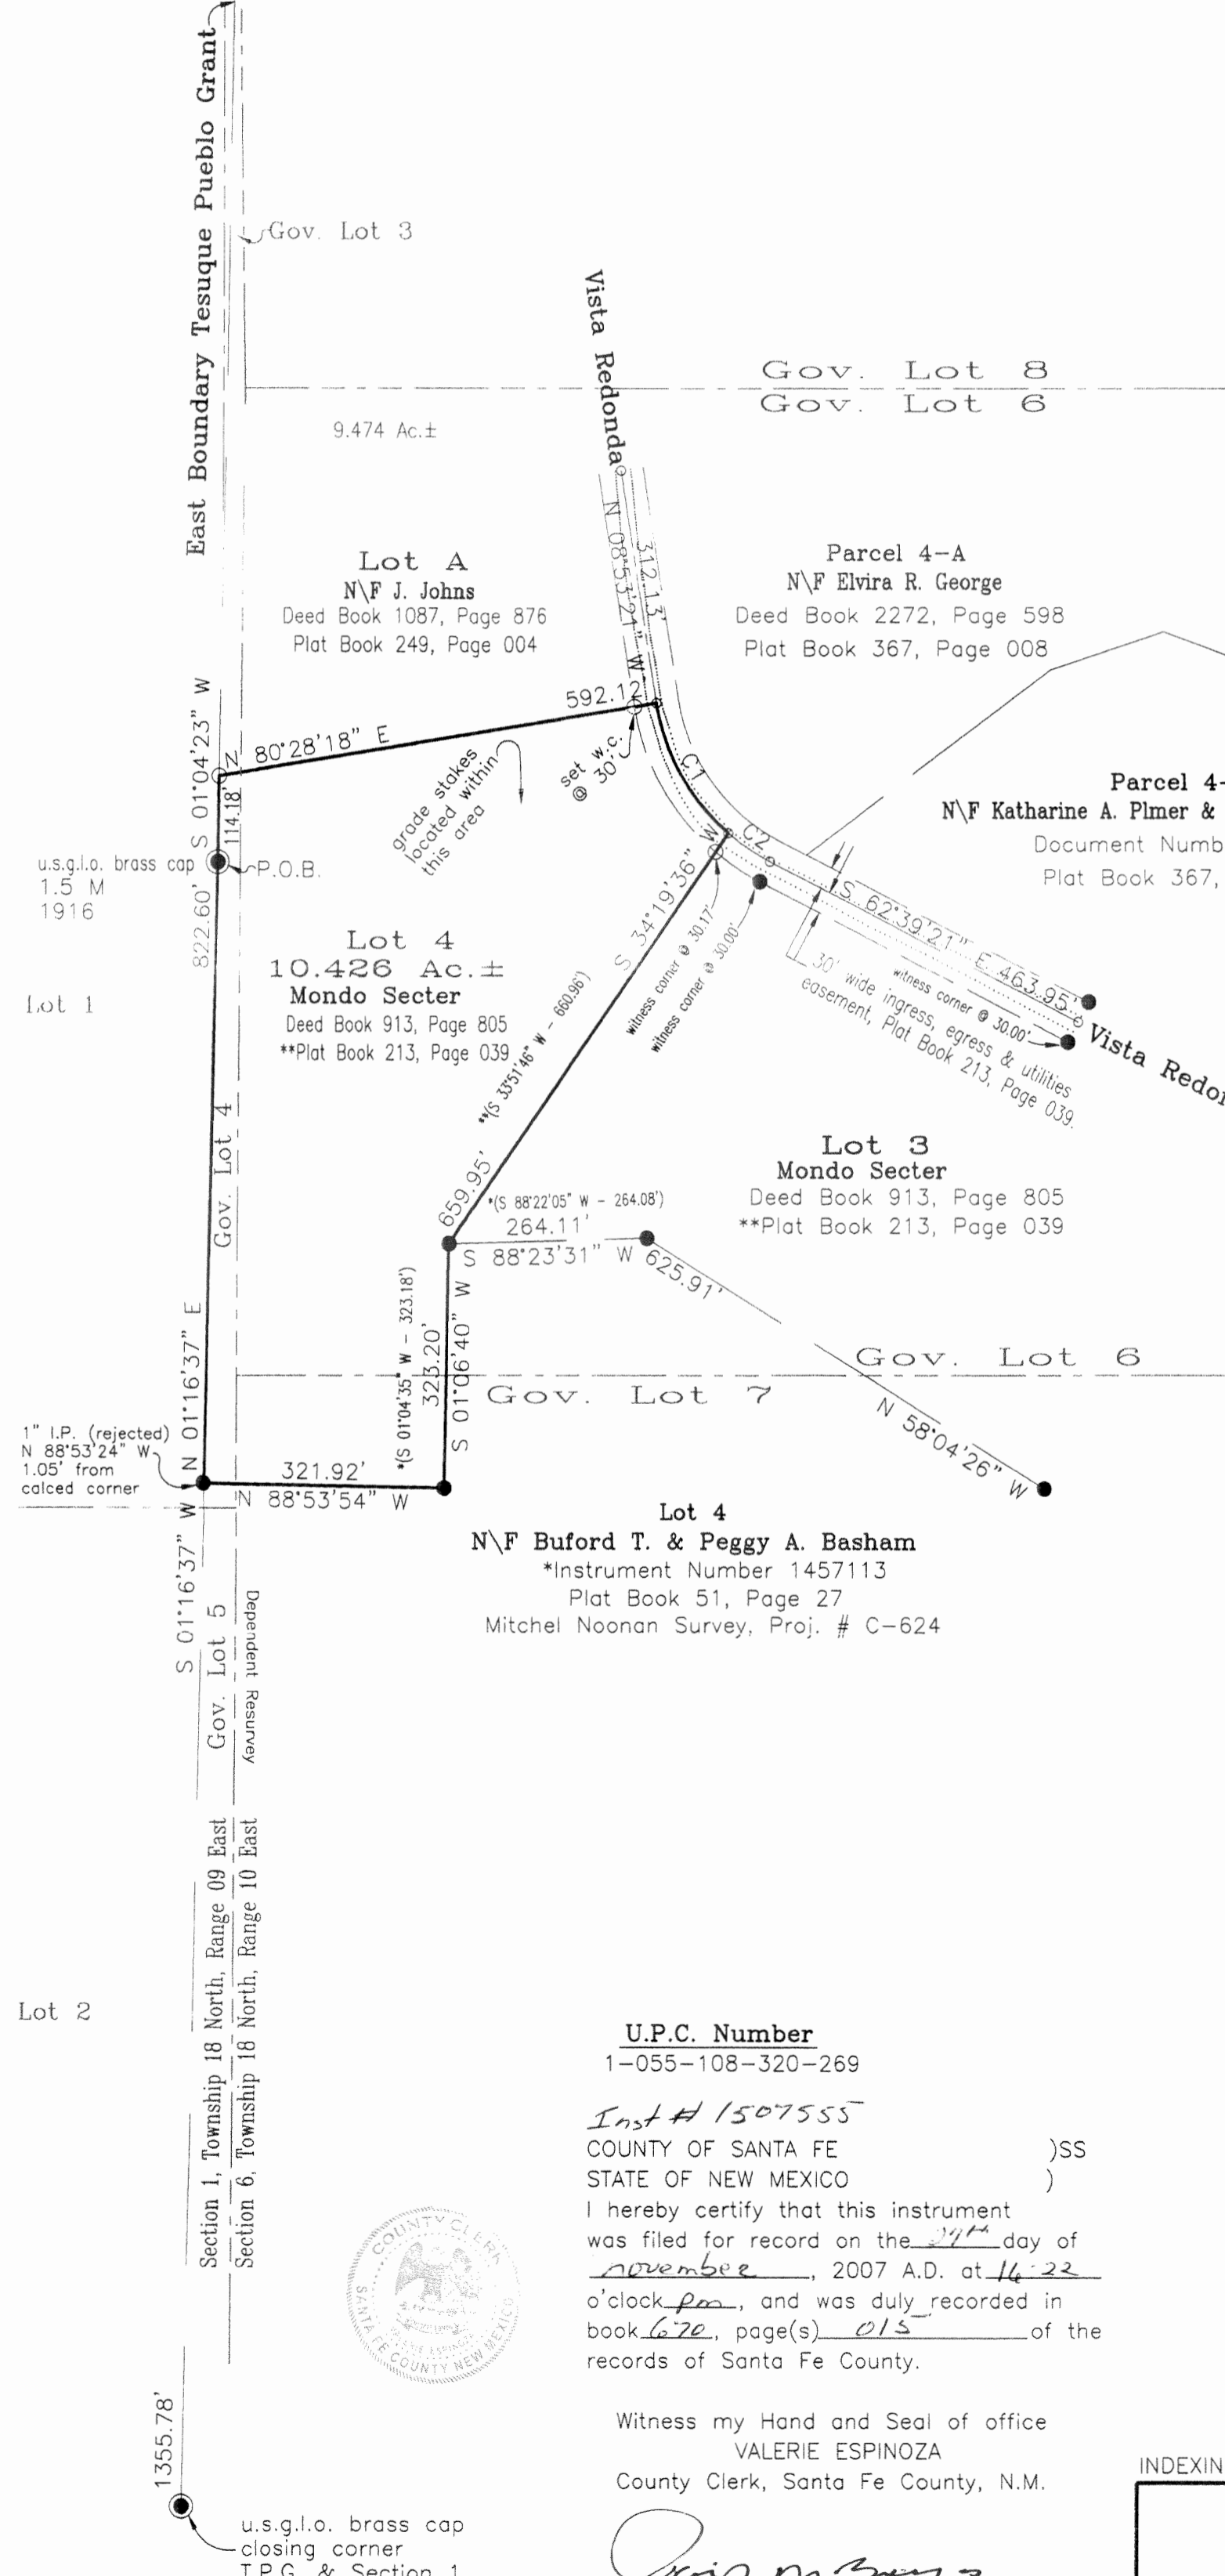 East Boundary Tesuque Pueblo Grant
Gov. Lot 3
Vista Redonda
Gov. Lot 8
Gov. Lot 6
9.474 Ac.±
N 08°53'21" W
312.13'
Lot A
N\F J. Johns
Deed Book 1087, Page 876
Plat Book 249, Page 004
Parcel 4-A
N\F Elvira R. George
Deed Book 2272, Page 598
Plat Book 367, Page 008
S 01°04'23" W
114.18'
N 80°28'18" E
592.12'
set w.c.
@ 30'
grade stakes
located within
this area
C1
C2
Parcel 4-
N\F Katharine A. Plmer &
Document Numb
Plat Book 367,
u.s.g.l.o. brass cap
1.5 M
1916
P.O.B.
822.60'
Lot 4
10.426 Ac.±
Mondo Secter
Deed Book 913, Page 805
**Plat Book 213, Page 039
Lot 1
S 34°19'36" W
**(S 33°51'46" W - 660.96')
659.95'
witness corner @ 30.17'
witness corner @ 30.00'
S 62°39'21" E 463.95'
witness corner @ 30.00'
30' wide ingress, egress & utilities
easement, Plat Book 213, Page 039.
Vista Redon
Gov. Lot 4
Lot 3
Mondo Secter
Deed Book 913, Page 805
**Plat Book 213, Page 039
*(S 88°22'05" W - 264.08')
264.11'
S 88°23'31" W
625.91'
N 58°04'26" W
*(S 01°04'35" W - 323.18')
323.20'
S 01°06'40" W
Gov. Lot 6
Gov. Lot 7
N 01°16'37" E
1" I.P. (rejected)
N 88°53'24" W
1.05' from
calced corner
321.92'
N 88°53'54" W
Lot 4
N\F Buford T. & Peggy A. Basham
*Instrument Number 1457113
Plat Book 51, Page 27
Mitchel Noonan Survey, Proj. # C-624
S 01°16'37" W
Gov. Lot 5
Dependent Resurvey
Section 1, Township 18 North, Range 09 East
Section 6, Township 18 North, Range 10 East
Lot 2
U.P.C. Number
1-055-108-320-269
Inst # 1507555
COUNTY OF SANTA FE )SS
STATE OF NEW MEXICO )
I hereby certify that this instrument
was filed for record on the 29th day of
november, 2007 A.D. at 16:22
o'clock pm, and was duly recorded in
book 670, page(s) 015 of the
records of Santa Fe County.
COUNTY CLERK
VALERIE ESPINOZA
SANTA FE COUNTY NEW MEXICO
Witness my Hand and Seal of office
VALERIE ESPINOZA
County Clerk, Santa Fe County, N.M.
1355.78'
u.s.g.l.o. brass cap
closing corner
T.P.G. & Section 1
INDEXIN